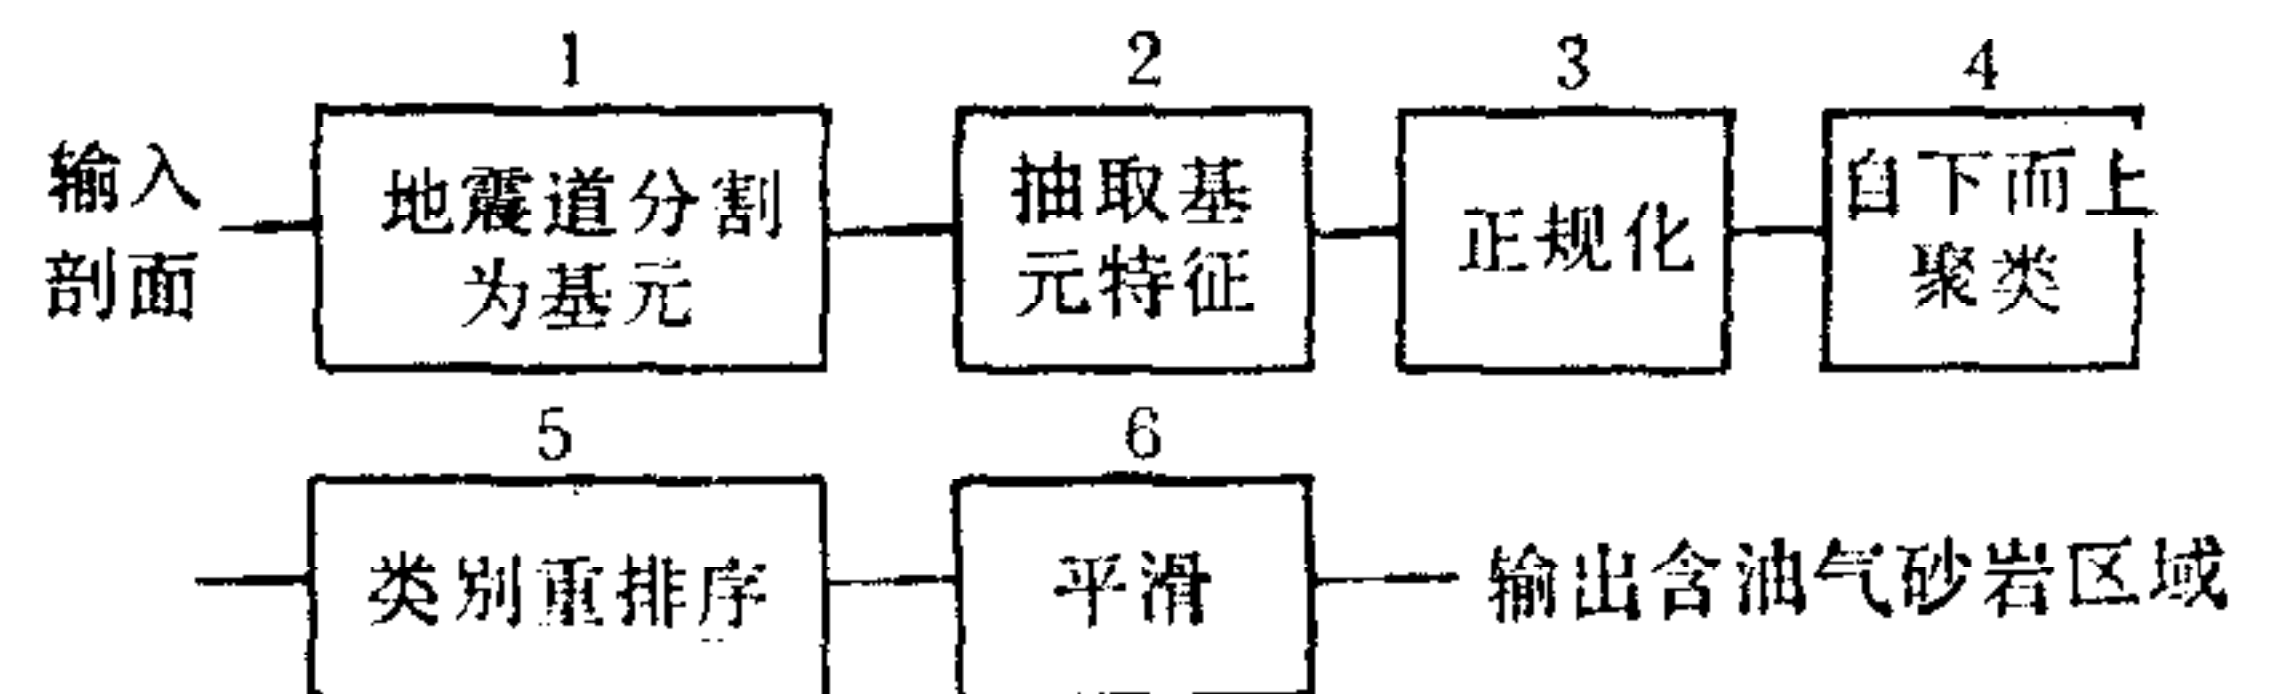 1
2
3
4
输入
剖面
地震道分割
为基元
抽取基
元特征
正规化
自下而上
聚类
5
6
类别重排序
平滑
输出含油气砂岩区域